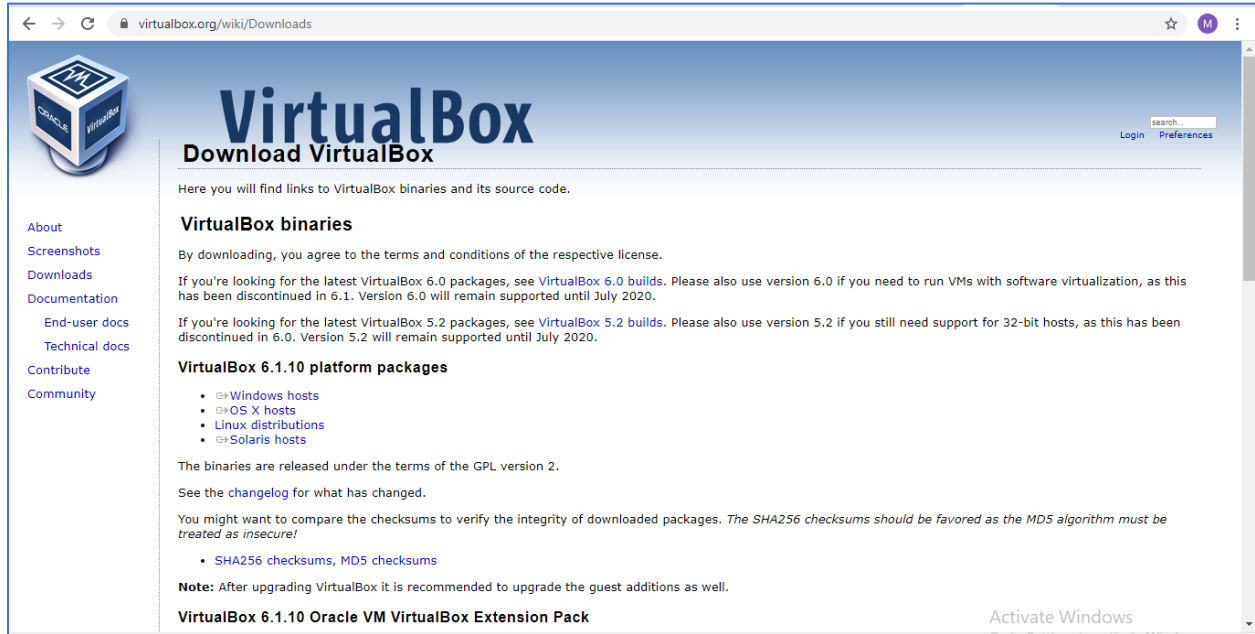 virtualbox.org/wiki/Downloads
M
ORACLE
VirtualBox
VirtualBox
search...
Login Preferences
Download VirtualBox
Here you will find links to VirtualBox binaries and its source code.
About
Screenshots
Downloads
Documentation
End-user docs
Technical docs
Contribute
Community
VirtualBox binaries
By downloading, you agree to the terms and conditions of the respective license.
If you're looking for the latest VirtualBox 6.0 packages, see VirtualBox 6.0 builds. Please also use version 6.0 if you need to run VMs with software virtualization, as this
has been discontinued in 6.1. Version 6.0 will remain supported until July 2020.
If you're looking for the latest VirtualBox 5.2 packages, see VirtualBox 5.2 builds. Please also use version 5.2 if you still need support for 32-bit hosts, as this has been
discontinued in 6.0. Version 5.2 will remain supported until July 2020.
VirtualBox 6.1.10 platform packages
Windows hosts
OS X hosts
Linux distributions
Solaris hosts
The binaries are released under the terms of the GPL version 2.
See the changelog for what has changed.
You might want to compare the checksums to verify the integrity of downloaded packages. The SHA256 checksums should be favored as the MD5 algorithm must be
treated as insecure!
SHA256 checksums, MD5 checksums
Note: After upgrading VirtualBox it is recommended to upgrade the guest additions as well.
VirtualBox 6.1.10 Oracle VM VirtualBox Extension Pack
Activate Windows